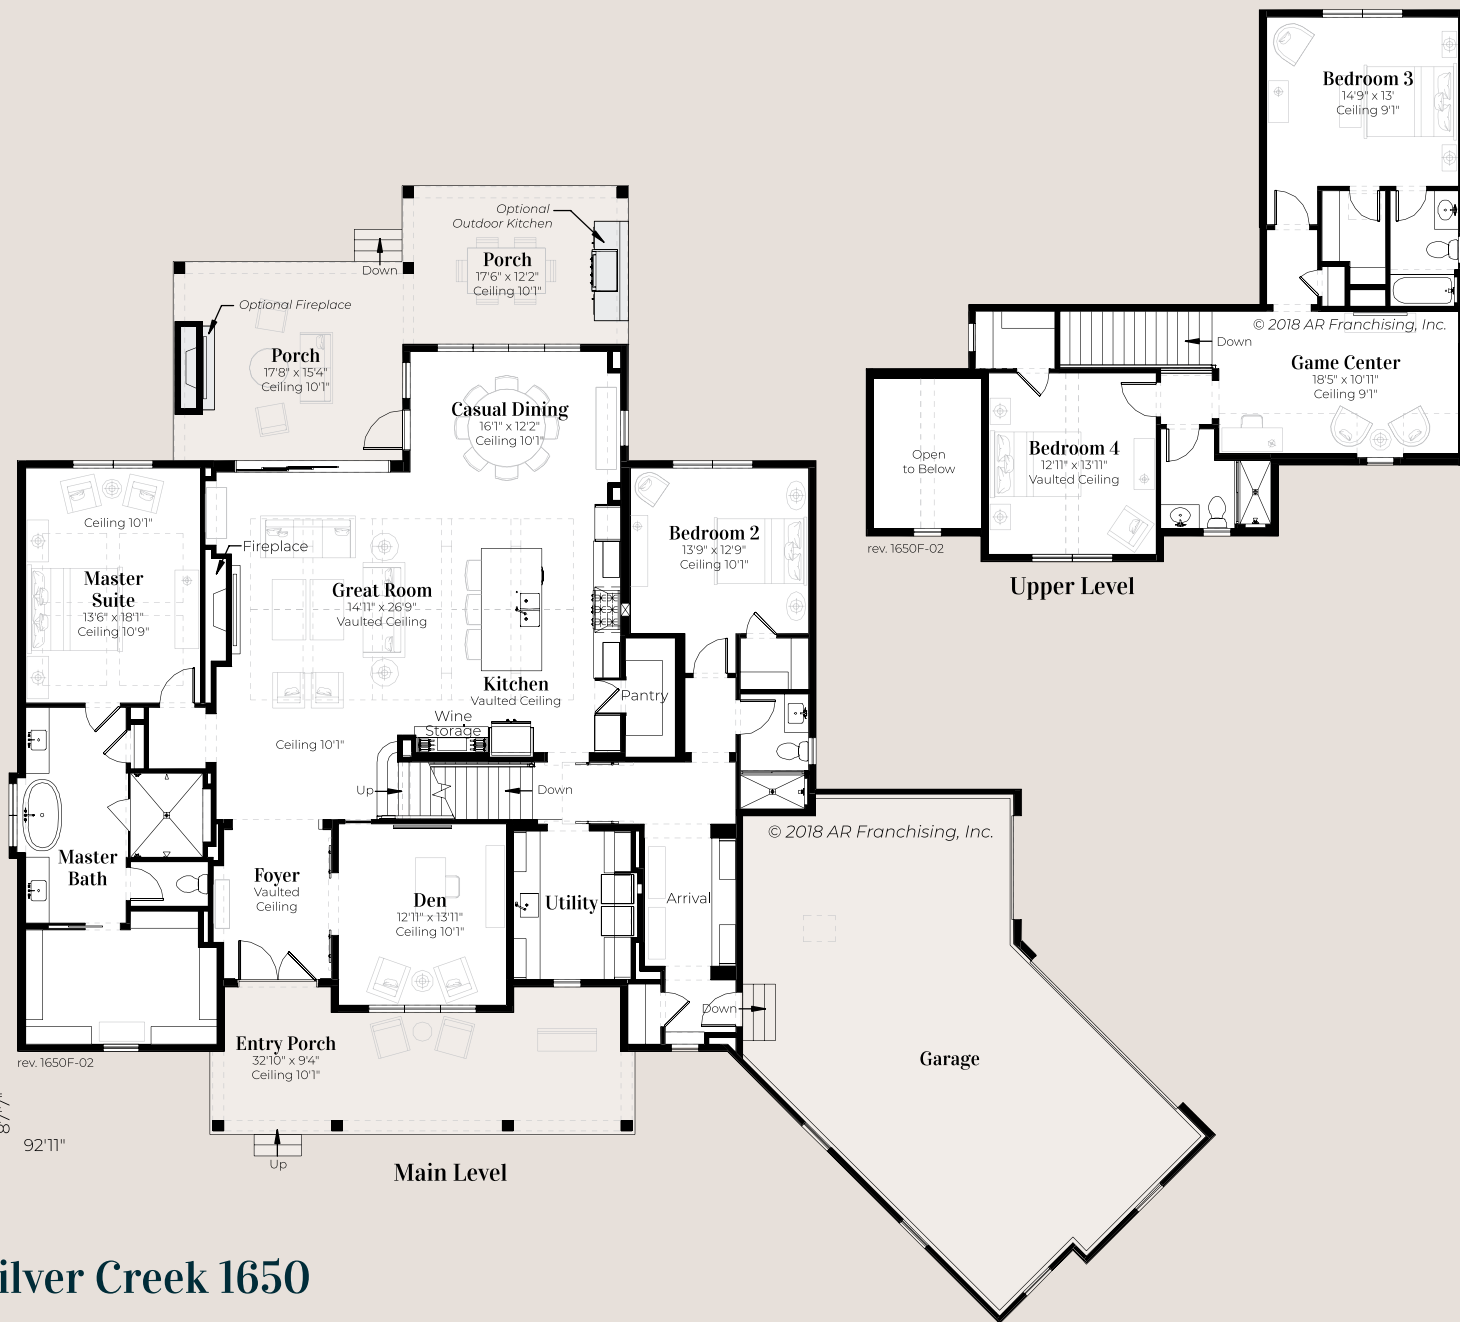 Bedroom 3
14'9" x 13'
Ceiling 9'1"
Optional
Outdoor Kitchen
Porch
17'6" x 12'2"
Ceiling 10'1"
Down
Optional Fireplace
Porch
17'8" x 15'4"
Ceiling 10'1"
© 2018 AR Franchising, Inc.
Down
Game Center
18'5" x 10'11"
Ceiling 9'1"
Bedroom 4
12'11" x 13'11"
Vaulted Ceiling
Open
to Below
rev. 1650F-02
Upper Level
Casual Dining
16'1" x 12'2"
Ceiling 10'1"
Ceiling 10'1"
Fireplace
Master
Suite
13'6" x 18'1"
Ceiling 10'9"
Great Room
14'11" x 26'9"
Vaulted Ceiling
Bedroom 2
13'9" x 12'9"
Ceiling 10'1"
Kitchen
Vaulted Ceiling
Pantry
Wine
Storage
Ceiling 10'1"
Up
Down
© 2018 AR Franchising, Inc.
Master
Bath
Foyer
Vaulted
Ceiling
Den
12'11" x 13'11"
Ceiling 10'1"
Utility
Arrival
Down
Entry Porch
32'10" x 9'4"
Ceiling 10'1"
Garage
rev. 1650F-02
92'11"
Up
Main Level
ilver Creek 1650